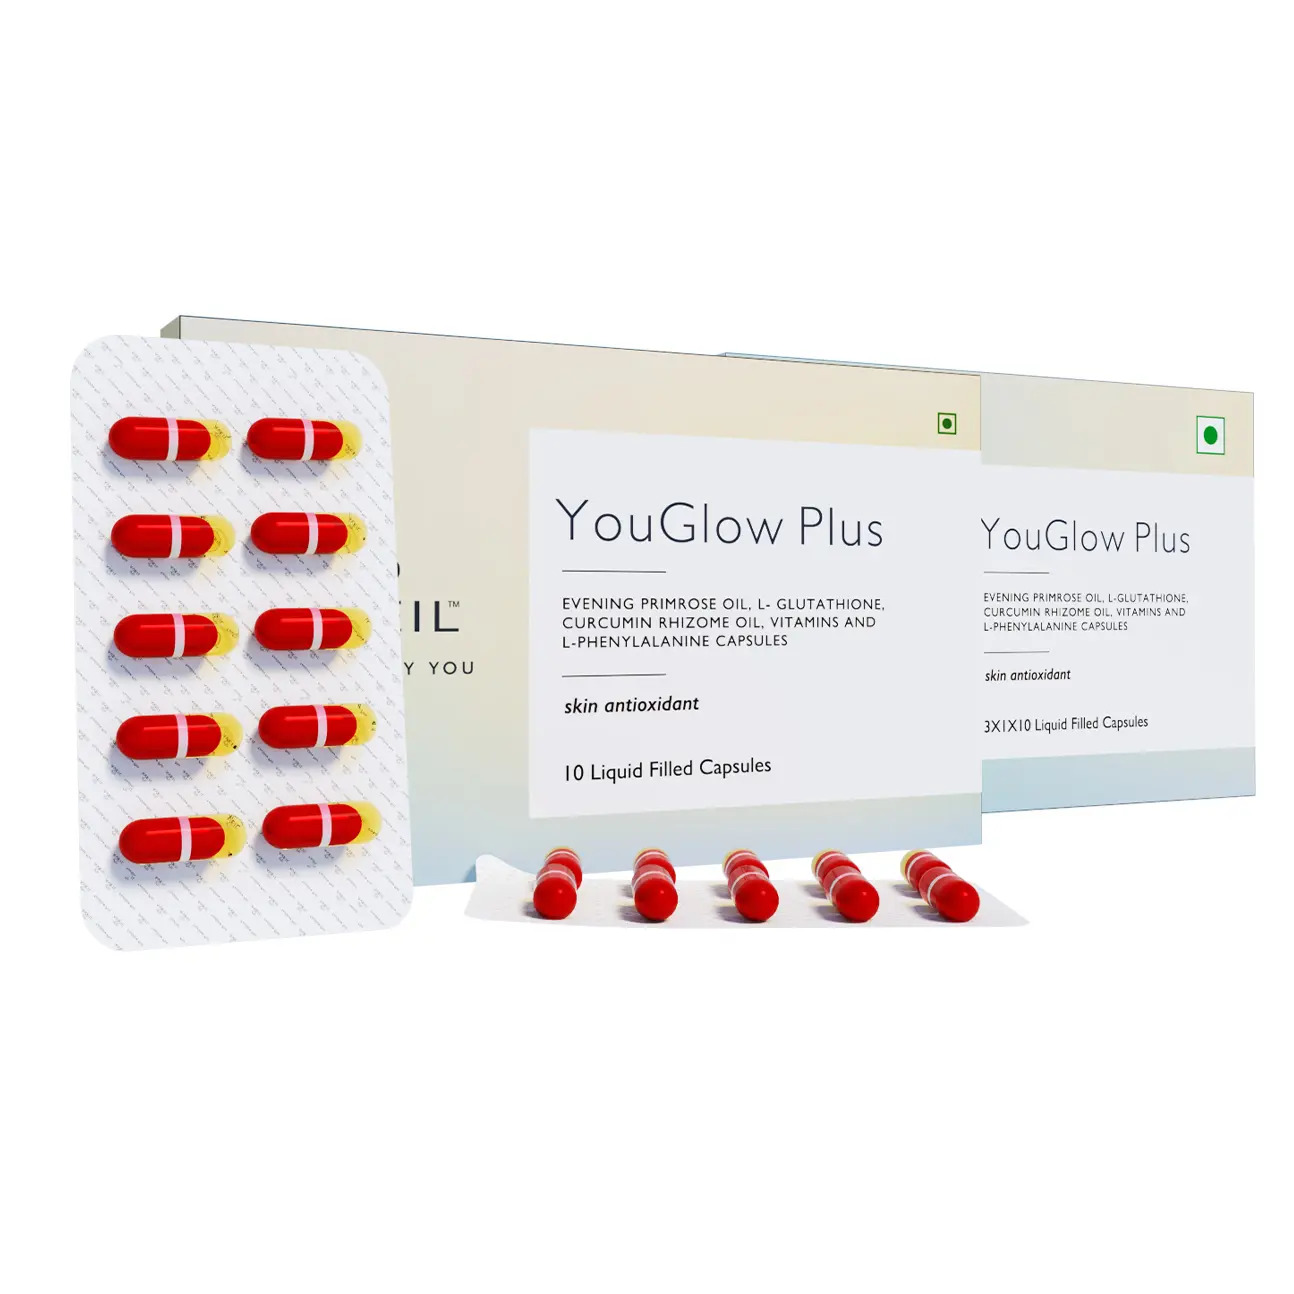 IL™
Y YOU
YouGlow Plus
EVENING PRIMROSE OIL, L- GLUTATHIONE,
CURCUMIN RHIZOME OIL, VITAMINS AND
L-PHENYLALANINE CAPSULES
skin antioxidant
10 Liquid Filled Capsules
YouGlow Plus
EVENING PRIMROSE OIL, L-GLUTATHIONE,
CURCUMIN RHIZOME OIL, VITAMINS AND
L-PHENYLALANINE CAPSULES
skin antioxidant
3X1X10 Liquid Filled Capsules